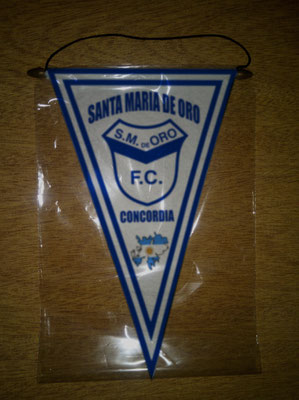 SANTA MARIA DE ORO
S.M. DE ORO
F.C.
CONCORDIA